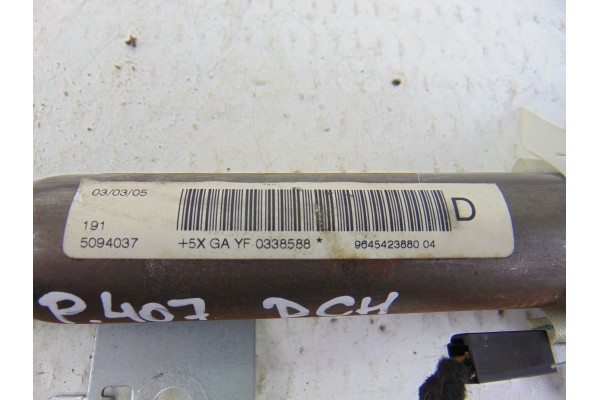 03/03/05
D
191
5094037
+5X GA YF 0338588 *
9645423880 04
P.407 DCH